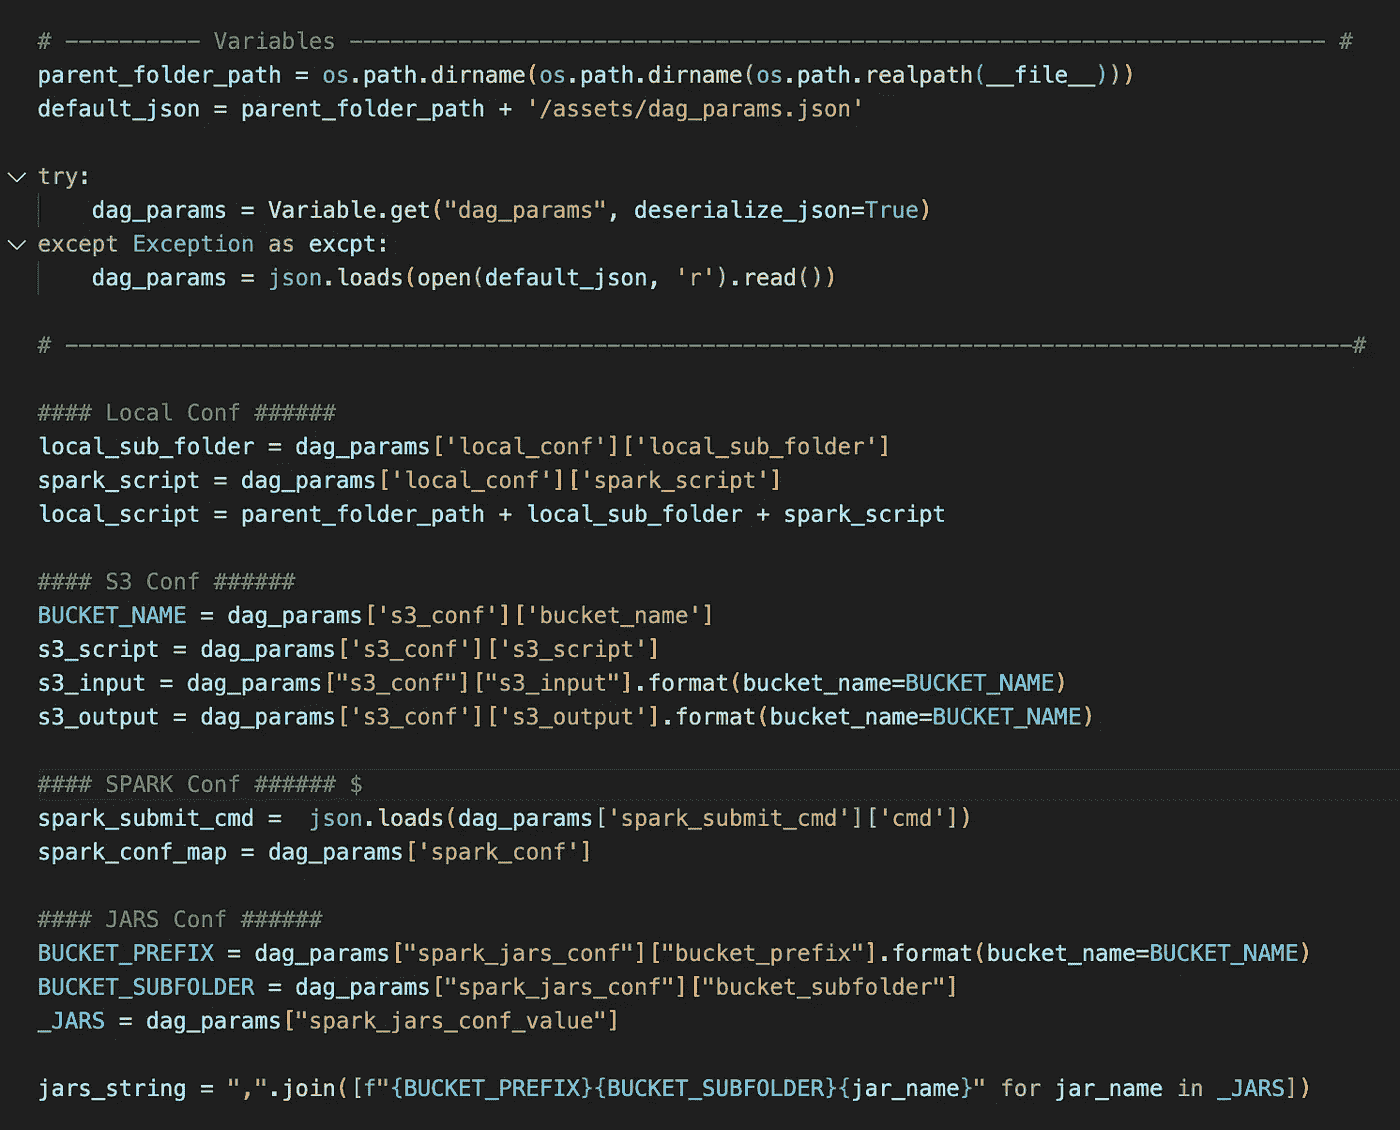 # ---------- Variables ------------------------------------------------------------------------ #
parent_folder_path = os.path.dirname(os.path.dirname(os.path.realpath(__file__)))
default_json = parent_folder_path + '/assets/dag_params.json'
try:
    dag_params = Variable.get("dag_params", deserialize_json=True)
except Exception as excpt:
    dag_params = json.loads(open(default_json, 'r').read())
# -----------------------------------------------------------------------------------------------#
#### Local Conf ######
local_sub_folder = dag_params['local_conf']['local_sub_folder']
spark_script = dag_params['local_conf']['spark_script']
local_script = parent_folder_path + local_sub_folder + spark_script
#### S3 Conf ######
BUCKET_NAME = dag_params['s3_conf']['bucket_name']
s3_script = dag_params['s3_conf']['s3_script']
s3_input = dag_params["s3_conf"]["s3_input"].format(bucket_name=BUCKET_NAME)
s3_output = dag_params['s3_conf']['s3_output'].format(bucket_name=BUCKET_NAME)
#### SPARK Conf ###### $
spark_submit_cmd =  json.loads(dag_params['spark_submit_cmd']['cmd'])
spark_conf_map = dag_params['spark_conf']
#### JARS Conf ######
BUCKET_PREFIX = dag_params["spark_jars_conf"]["bucket_prefix"].format(bucket_name=BUCKET_NAME)
BUCKET_SUBFOLDER = dag_params["spark_jars_conf"]["bucket_subfolder"]
_JARS = dag_params["spark_jars_conf_value"]
jars_string = ",".join([f"{BUCKET_PREFIX}{BUCKET_SUBFOLDER}{jar_name}" for jar_name in _JARS])